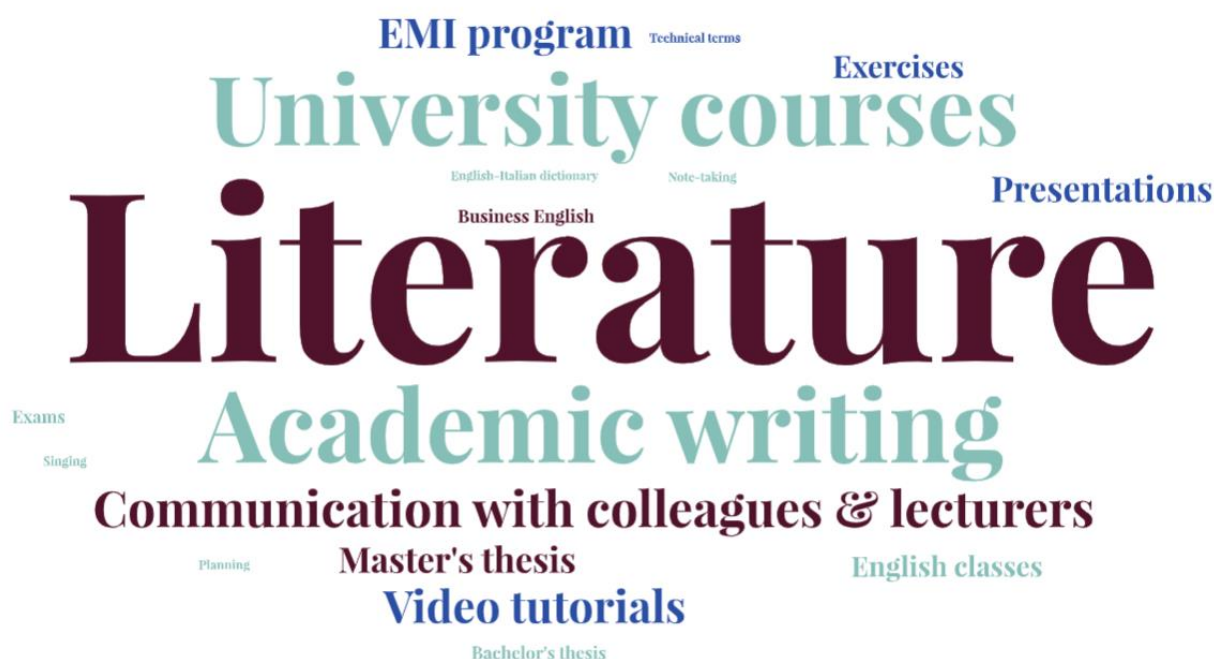 EMI program
Technical terms
Exercises
University courses
English-Italian dictionary
Note-taking
Presentations
Business English
Literature
Exams
Academic writing
Singing
Communication with colleagues & lecturers
Planning
Master's thesis
English classes
Video tutorials
Bachelor's thesis